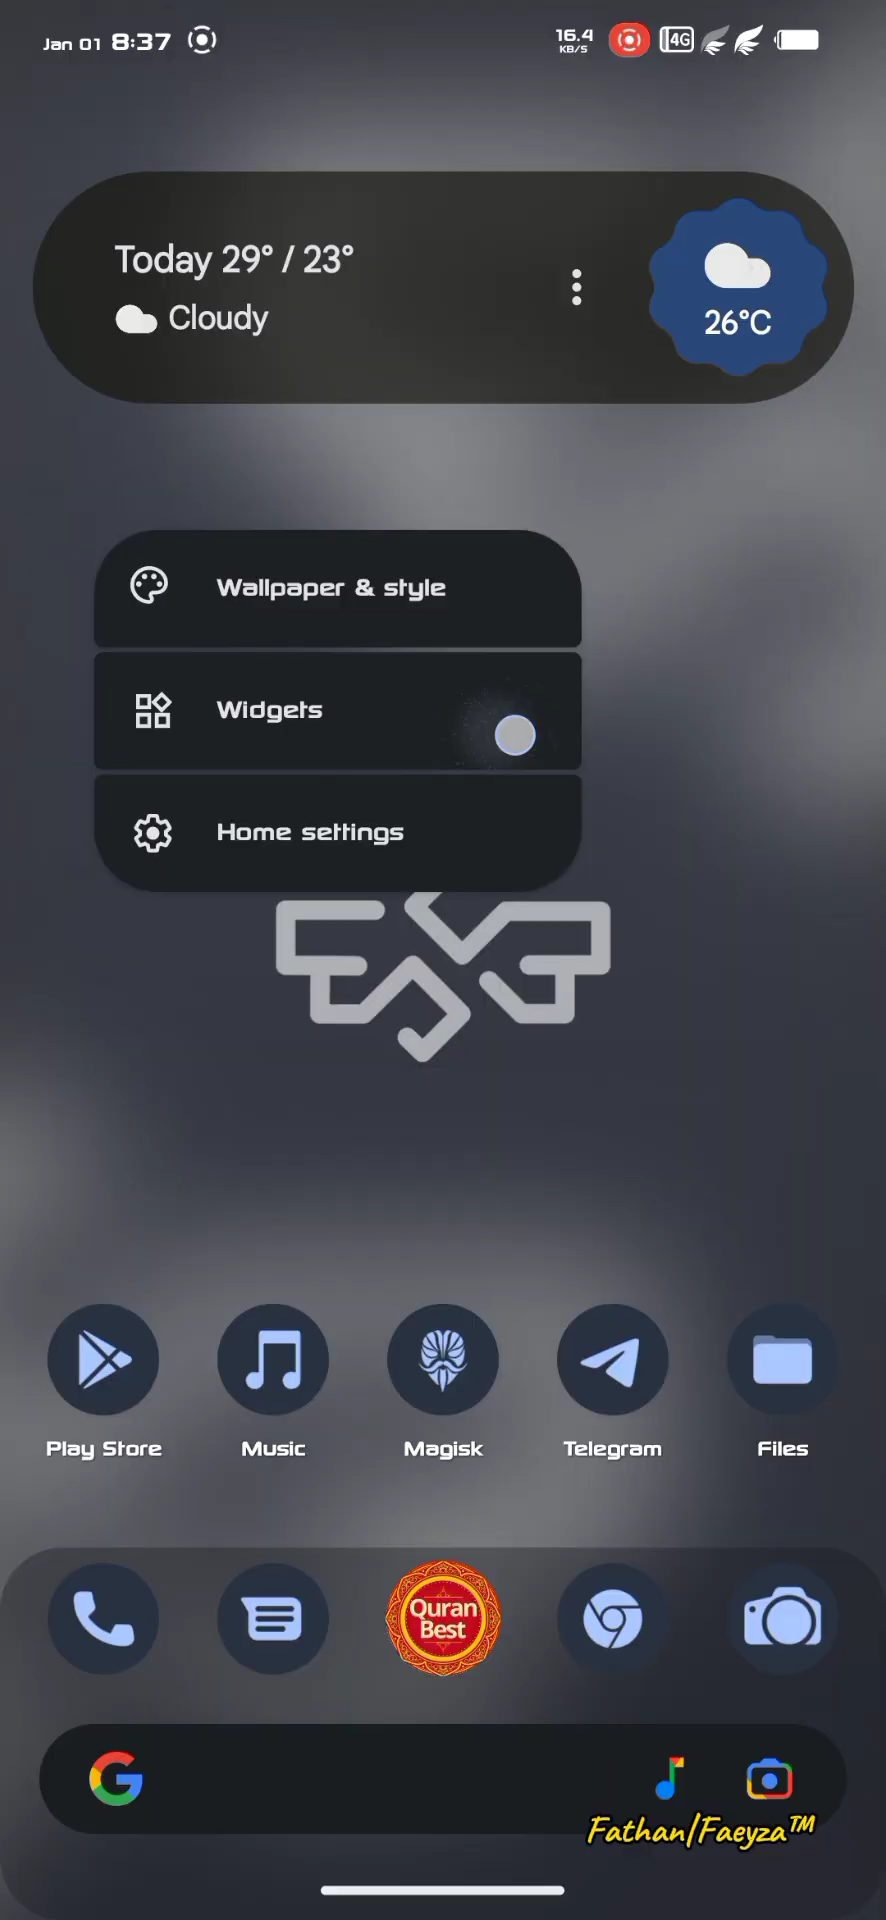 Jan 01 8:37
16.4
KB/S
4G
Today 29° / 23°
Cloudy
26°C
Wallpaper & style
Widgets
Home settings
Play Store
Music
Magisk
Telegram
Files
Quran
Best
Fathan/Faeyza™